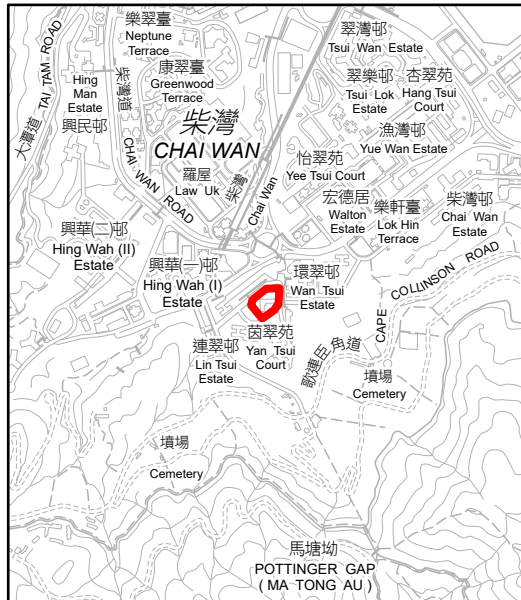 樂翠臺
Neptune
Terrace
康翠臺
Greenwood
Terrace
翠灣邨
Tsui Wan Estate
翠樂邨
Tsui Lok
Estate
杏翠苑
Hang Tsui
Court
漁灣邨
Yue Wan Estate
大潭道 TAI TAM ROAD
Hing
Man
Estate
興民邨
柴灣道
CHAI WAN ROAD
柴灣
CHAI WAN
羅屋
Law Uk
柴灣
Chai Wan
怡翠苑
Yee Tsui Court
宏德居
Walton
Estate
樂軒臺
Lok Hin
Terrace
柴灣邨
Chai Wan
Estate
興華(二)邨
Hing Wah (II)
Estate
興華(一)邨
Hing Wah (I)
Estate
環翠邨
Wan Tsui
Estate
歌連臣角道
CAPE COLLINSON ROAD
連翠邨
Lin Tsui
Estate
茵翠苑
Yan Tsui
Court
墳場
Cemetery
墳場
Cemetery
馬塘坳
POTTINGER GAP
( MA TONG AU )